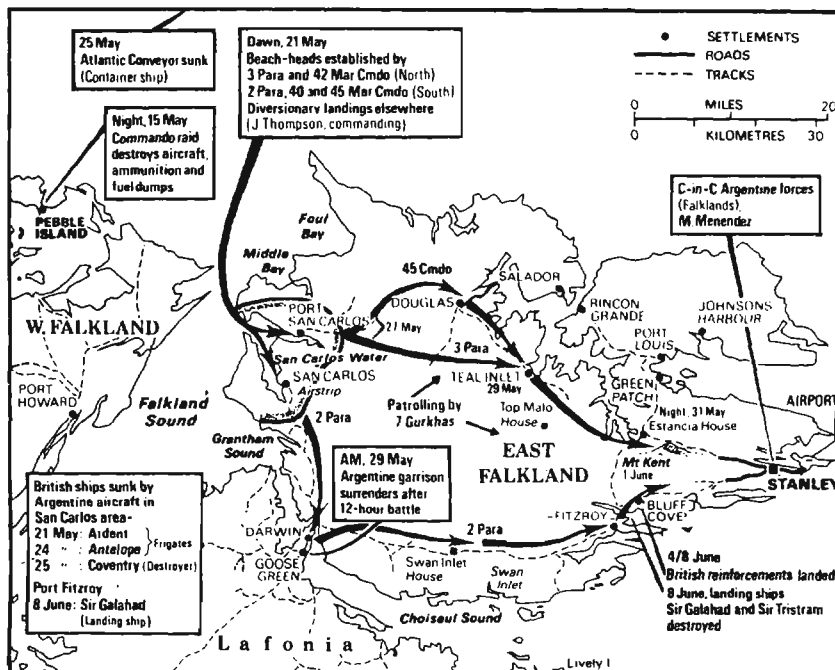 25 May
Atlantic Conveyor sunk
(Container ship)
Night, 15 May
Commando raid
destroys aircraft,
ammunition and
fuel dumps
Dawn, 21 May
Beach-heads established by
3 Para and 42 Mar Cmdo (North)
2 Para, 40 and 45 Mar Cmdo (South)
Diversionary landings elsewhere
(J Thompson, commanding)
SETTLEMENTS
ROADS
TRACKS
0 MILES 20
0 KILOMETRES 30
C-in-C Argentine forces
(Falklands),
M. Menendez
PEBBLE
ISLAND
Foul
Bay
Middle
Bay
W. FALKLAND
PORT
HOWARD
Falkland
Sound
PORT
SAN CARLOS
San Carlos Water
SAN CARLOS
Airstrip
Grantham
Sound
45 Cmdo
DOUGLAS
27 May
3 Para
SALADOR
RINCON
GRANDE
JOHNSONS
HARBOUR
PORT
LOUIS
GREEN
PATCH
TEAL INLET
29 May
Top Malo
House
Patrolling by
7 Gurkhas
EAST
FALKLAND
Night, 31 May
Estancia House
AIRPORT
Mt Kent
1 June
STANLEY
BLUFF
COVE
FITZROY
2 Para
AM, 29 May
Argentine garrison
surrenders after
12-hour battle
DARWIN
GOOSE
GREEN
2 Para
Swan Inlet
House
Swan
Inlet
Choiseul Sound
4/8 June
British reinforcements landed
8 June, landing ships
Sir Galahad and Sir Tristram
destroyed
British ships sunk by
Argentine aircraft in
San Carlos area-
21 May: Ardent
24 " : Antelope
Frigates
25 " : Coventry (Destroyer)
Port Fitzroy
8 June: Sir Galahad
(Landing ship)
Lafonia
Lively I